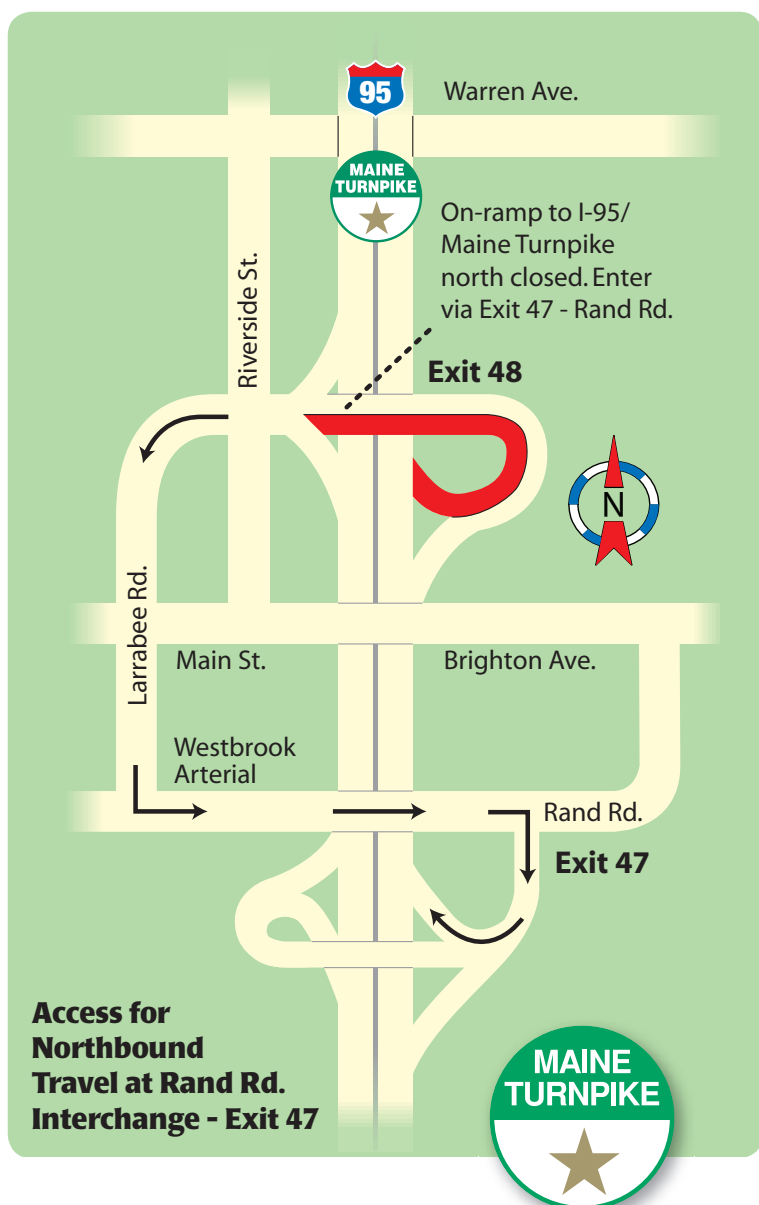 95
Warren Ave.
MAINE
TURNPIKE
On-ramp to I-95/
Maine Turnpike
north closed. Enter
via Exit 47 - Rand Rd.
Riverside St.
Exit 48
N
Larrabee Rd.
Main St.
Brighton Ave.
Westbrook
Arterial
Rand Rd.
Exit 47
Access for
Northbound
Travel at Rand Rd.
Interchange - Exit 47
MAINE
TURNPIKE